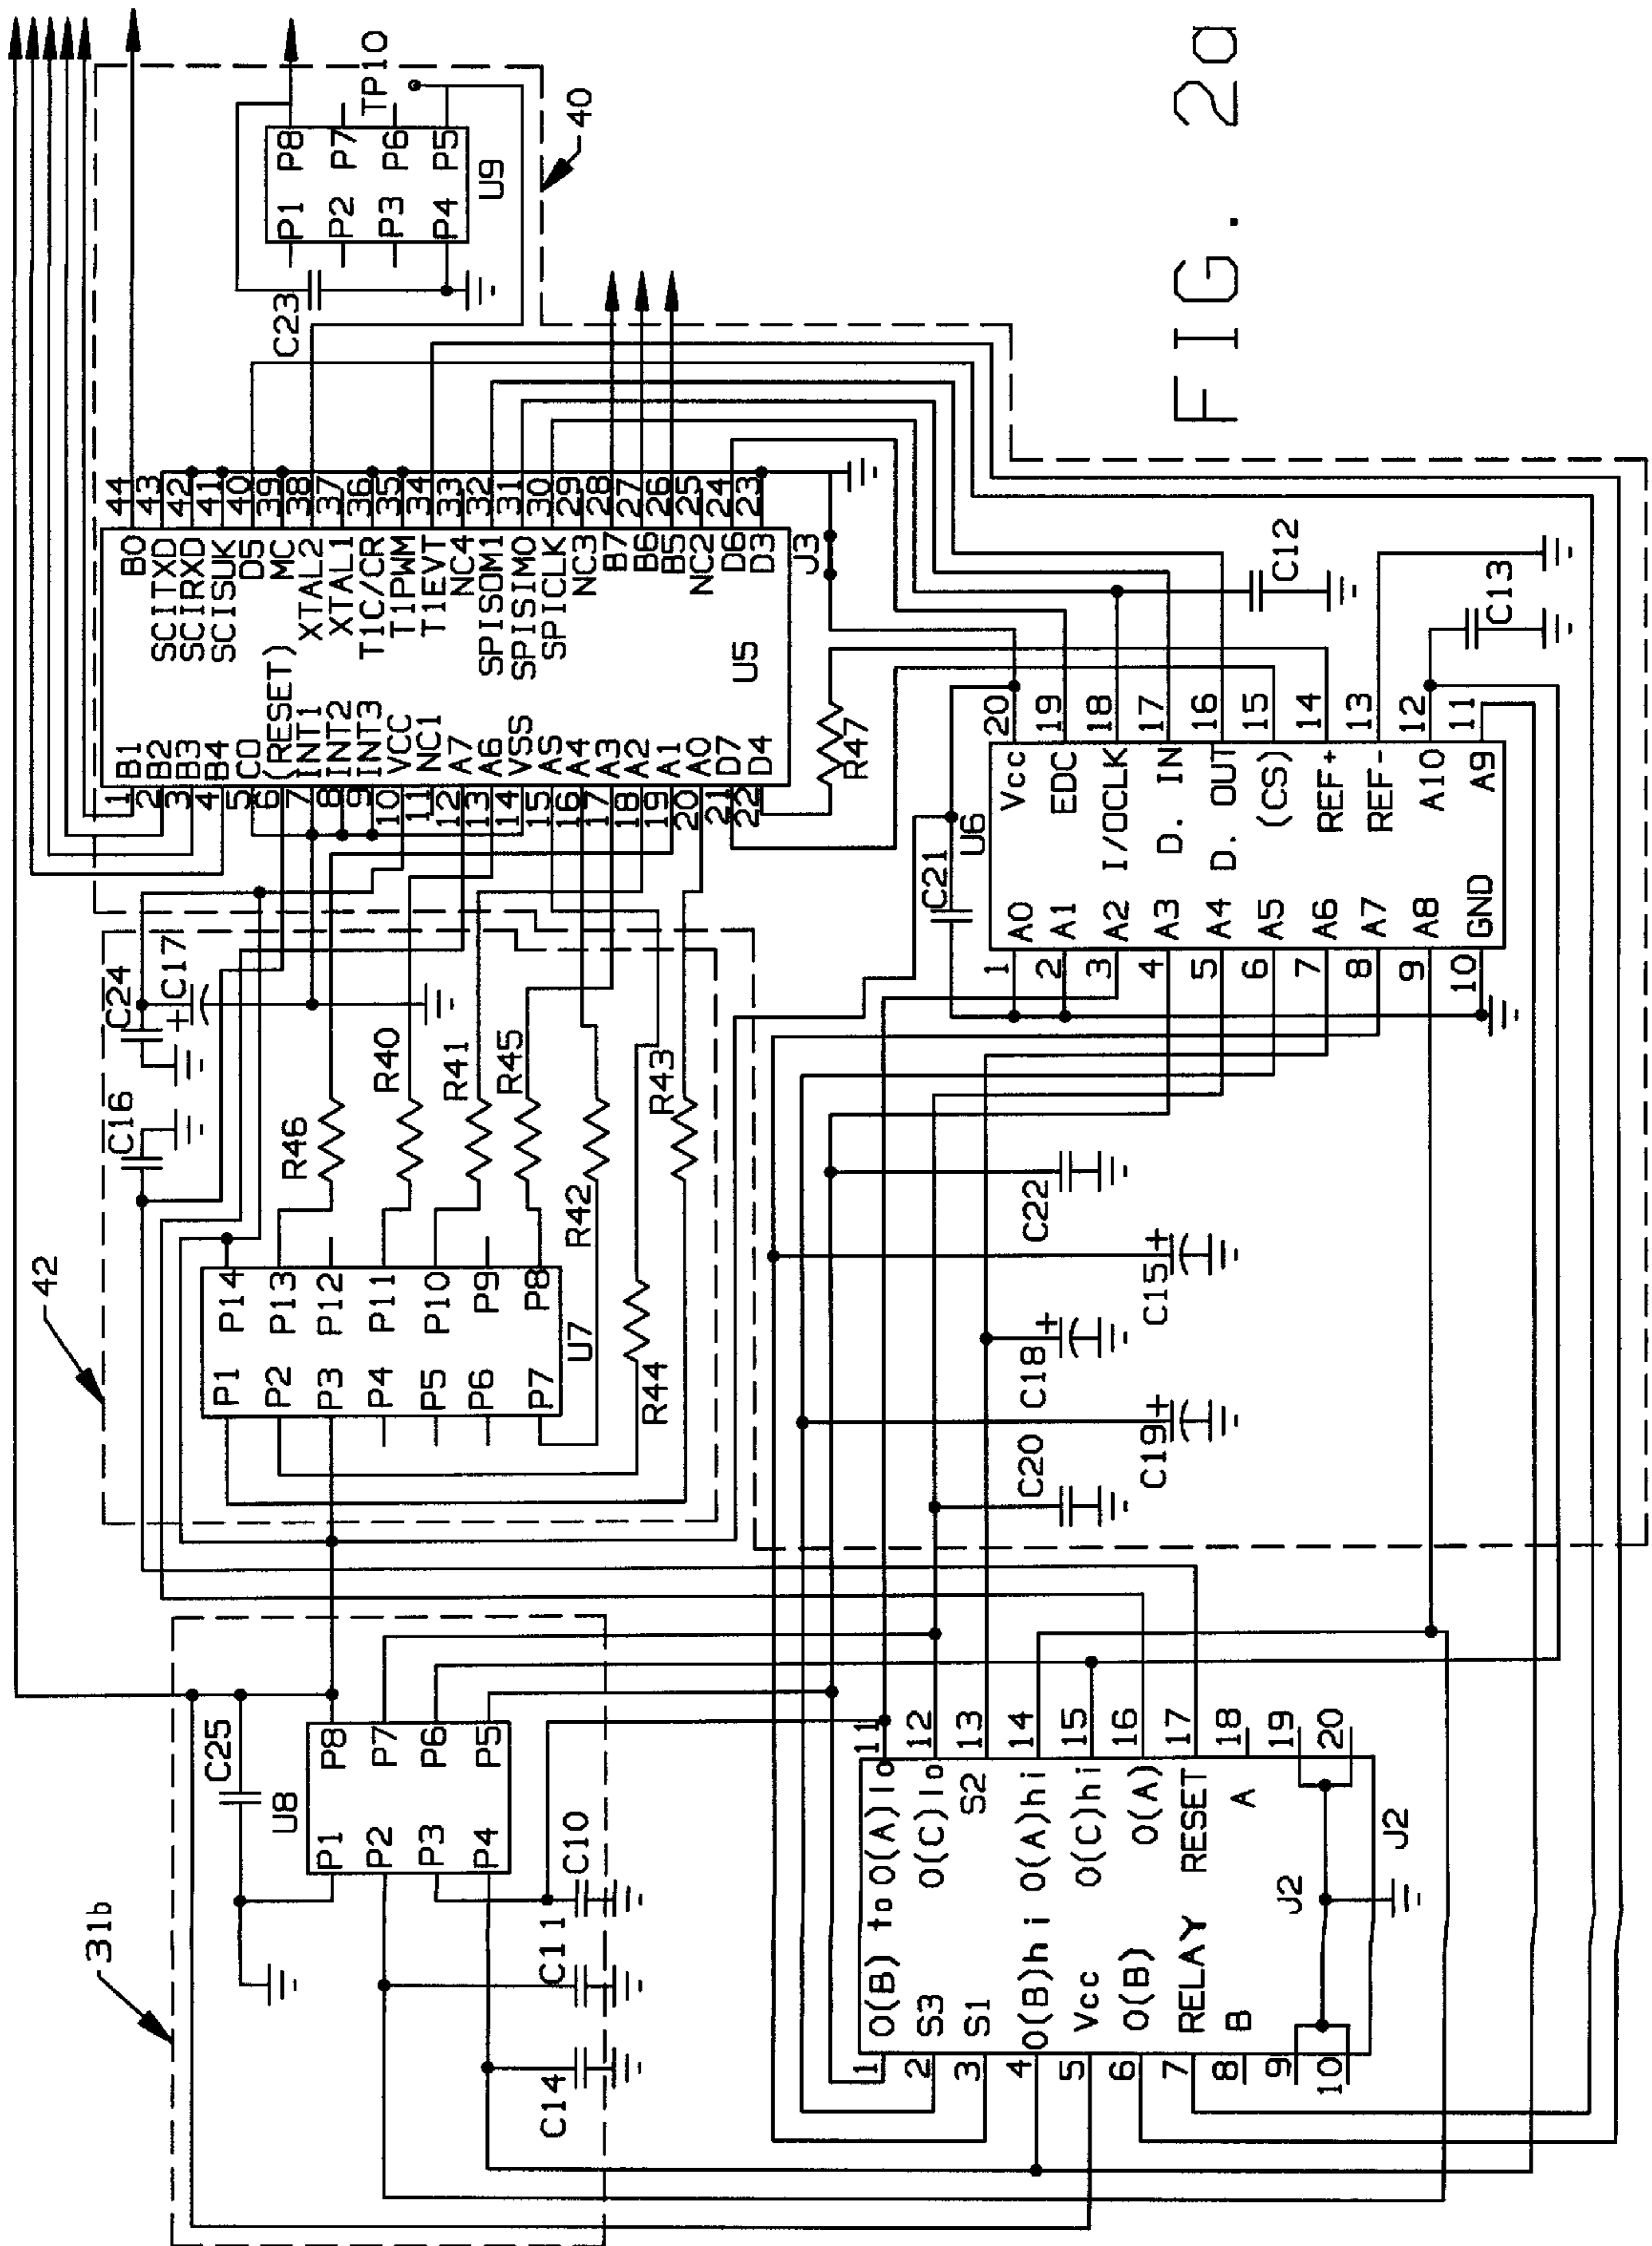 FIG. 2a
40
42
31b
P1 P8
P2 P7
P3 P6
P4 P5
U9
TP10
C23
B1 1
B2 2
B3 3
B4 4
CO 5
(RESET) 6
INT1 7
INT2 8
INT3 9
VCC 10
NC1 11
A7 12
A6 13
VSS 14
AS 15
A4 16
A3 17
A2 18
A1 19
A0 20
D7 21
D4 22
B0 44
SCITXD 43
SCIRXD 42
SCISUK 41
D5 40
MC 39
XTAL2 38
XTAL1 37
T1C/CR 36
T1PWM 35
T1EVT 34
NC4 33
SPISOM1 32
SPISIMO 31
SPICLK 30
NC3 29
B7 28
B6 27
B5 26
NC2 25
D6 24
D3 23
U5
J3
R47
C24
C17
+
C16
R46
R40
R41
R45
R42
R43
R44
P1 P14
P2 P13
P3 P12
P4 P11
P5 P10
P6 P9
P7 P8
U7
C21
U6
1 A0 Vcc 20
2 A1 EDC 19
3 A2 I/OCLK 18
4 A3 D. IN 17
5 A4 D. OUT 16
6 A5 (CS) 15
7 A6 REF+ 14
8 A7 REF- 13
9 A8 A10 12
10 GND A9 11
C12
C13
C22
C15 +
C18 +
C19 +
C20
C25
U8
P1 P8
P2 P7
P3 P6
P4 P5
C10
C11
C14
1 O(B) to O(A)lo 11
2 S3 O(C)lo 12
3 S1 S2 13
4 O(B)hi O(A)hi 14
5 Vcc O(C)hi 15
6 O(B) O(A) 16
7 RELAY RESET 17
8 B A 18
9 19
10 20
J2
J2